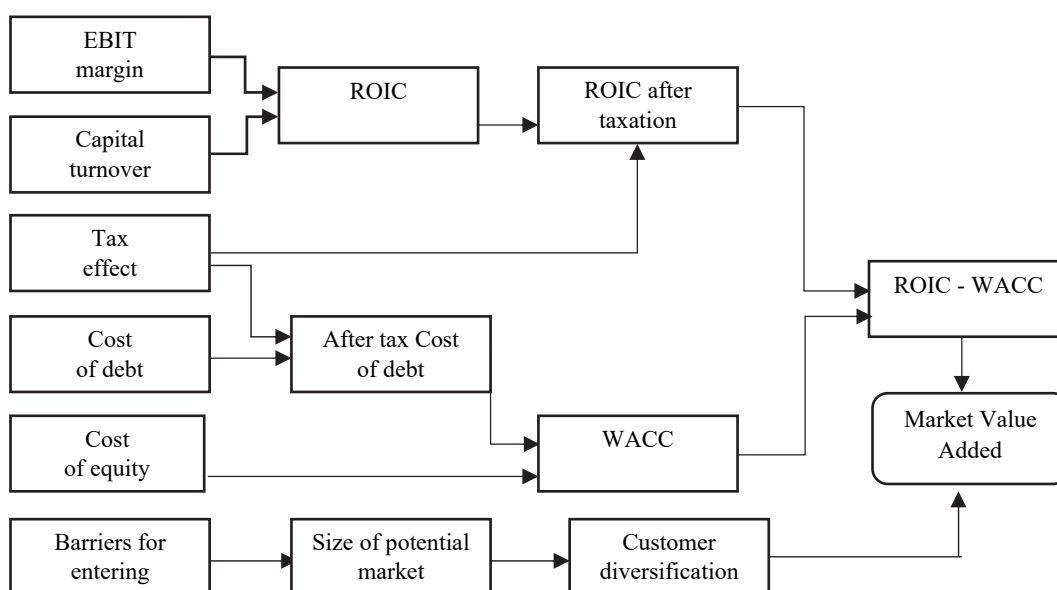 EBIT
margin
ROIC
ROIC after
taxation
Capital
turnover
Tax
effect
ROIC - WACC
Cost
of debt
After tax Cost
of debt
Market Value
Added
Cost
of equity
WACC
Barriers for
entering
Size of potential
market
Customer
diversification